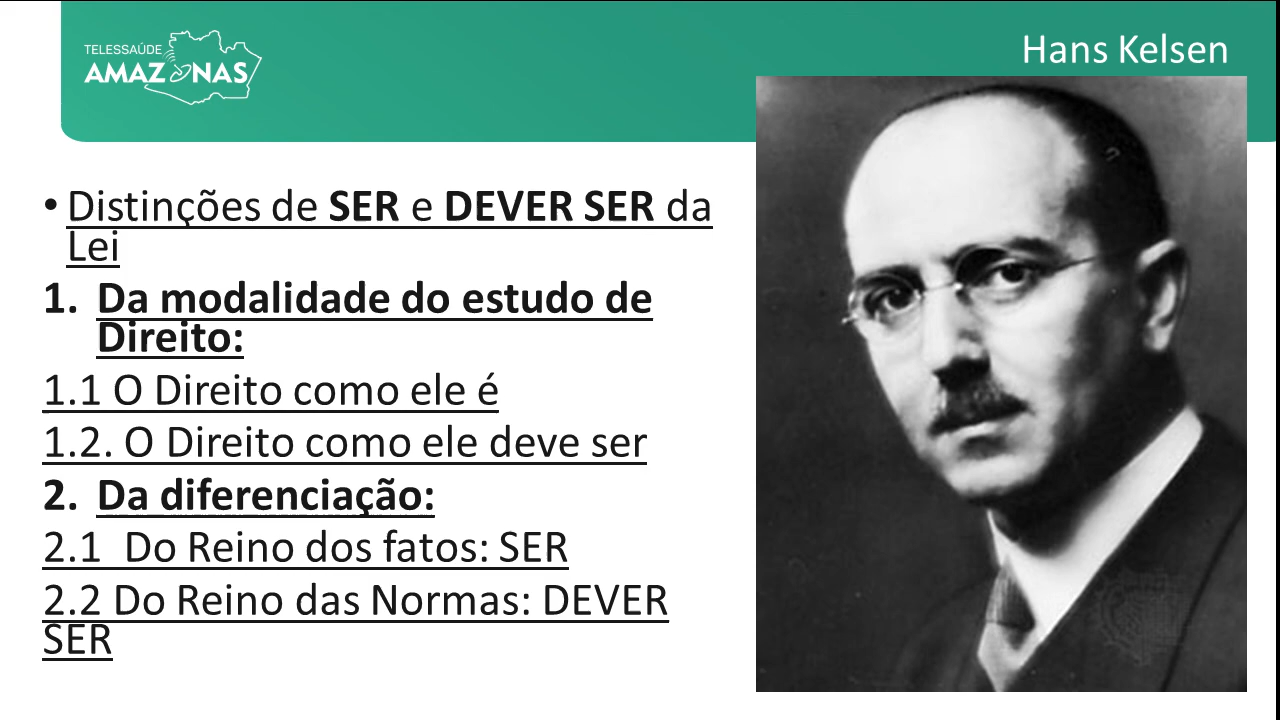 TELESSAÚDE
AMAZONAS
Hans Kelsen
• Distinções de SER e DEVER SER da
Lei
1. Da modalidade do estudo de
Direito:
1.1 O Direito como ele é
1.2. O Direito como ele deve ser
2. Da diferenciação:
2.1 Do Reino dos fatos: SER
2.2 Do Reino das Normas: DEVER
SER